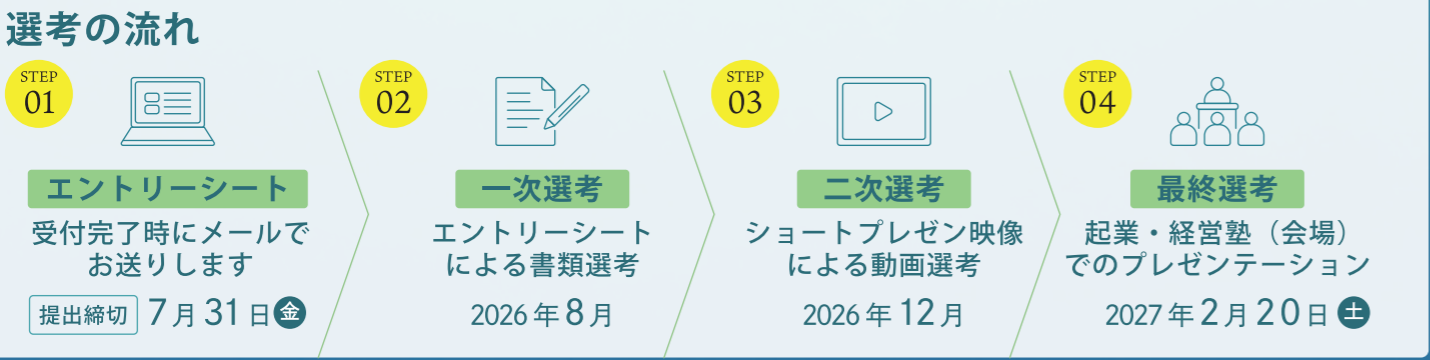 選考の流れ
STEP
01
エントリーシート
受付完了時にメールで
お送りします
提出締切 7月31日 金
STEP
02
一次選考
エントリーシート
による書類選考
2026年8月
STEP
03
二次選考
ショートプレゼン映像
による動画選考
2026年12月
STEP
04
最終選考
起業・経営塾（会場）
でのプレゼンテーション
2027年2月20日 土